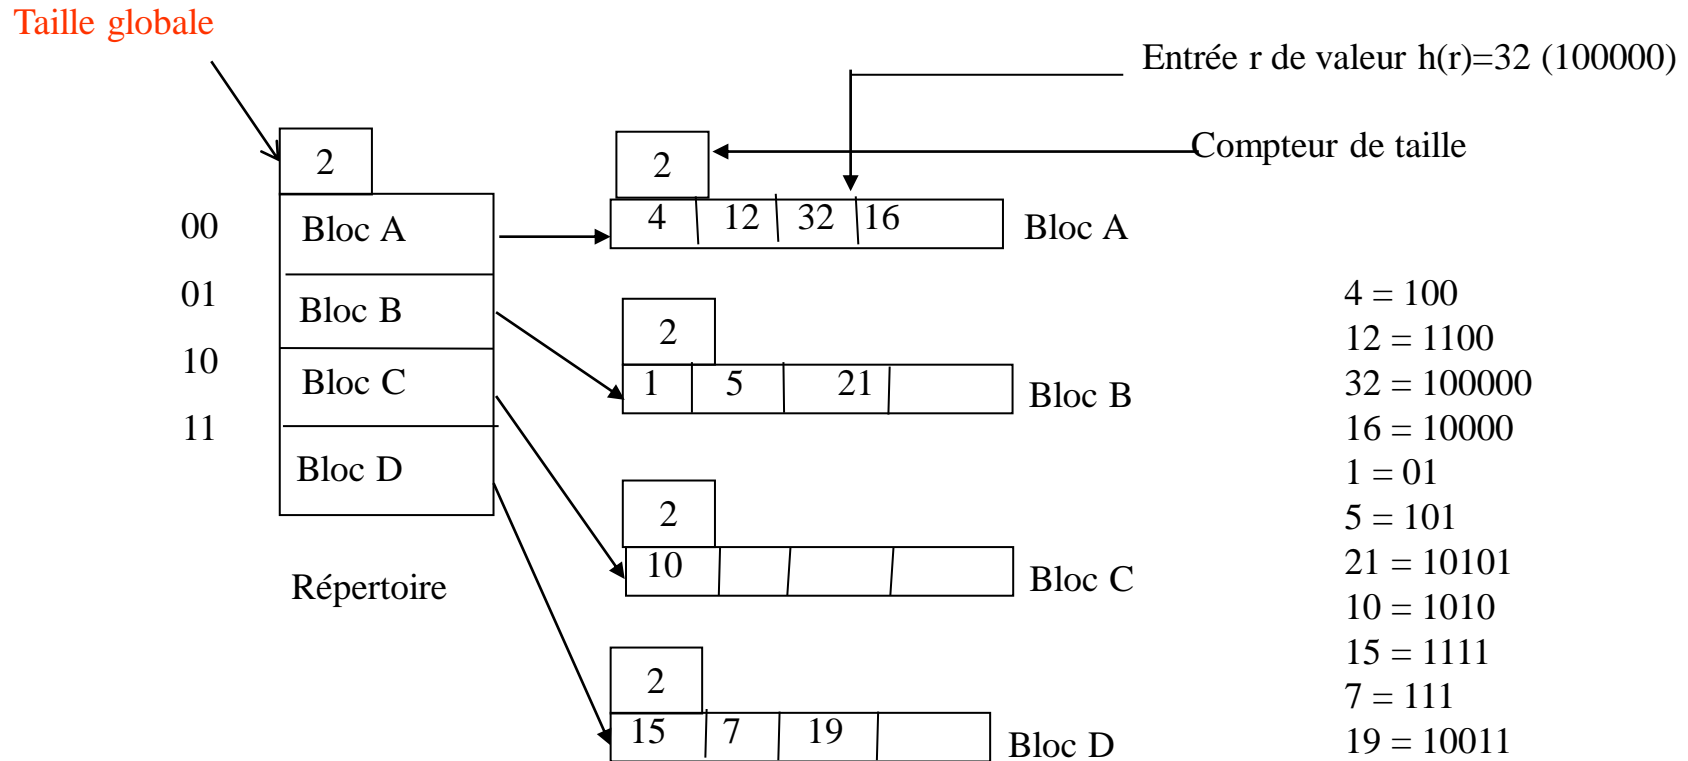 Taille globale
Entrée r de valeur h(r)=32 (100000)
Compteur de taille
2
2
00
Bloc A
4 12 32 16
Bloc A
01
Bloc B
2
1 5 21
Bloc B
10
Bloc C
11
Bloc D
2
10
Bloc C
Répertoire
2
15 7 19
Bloc D
4 = 100
12 = 1100
32 = 100000
16 = 10000
1 = 01
5 = 101
21 = 10101
10 = 1010
15 = 1111
7 = 111
19 = 10011